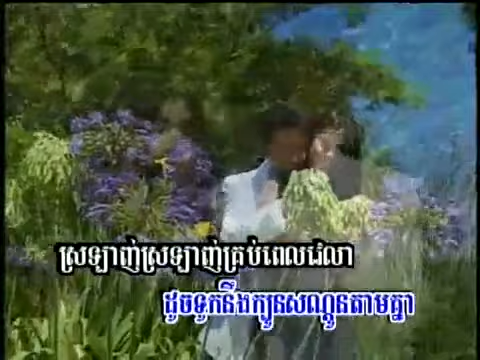 ស្រឡាញ់ស្រឡាញ់គ្រប់ពេលវេលា
ដូចទូកនឹងក្បូនសណ្ដូនតាមគ្នា